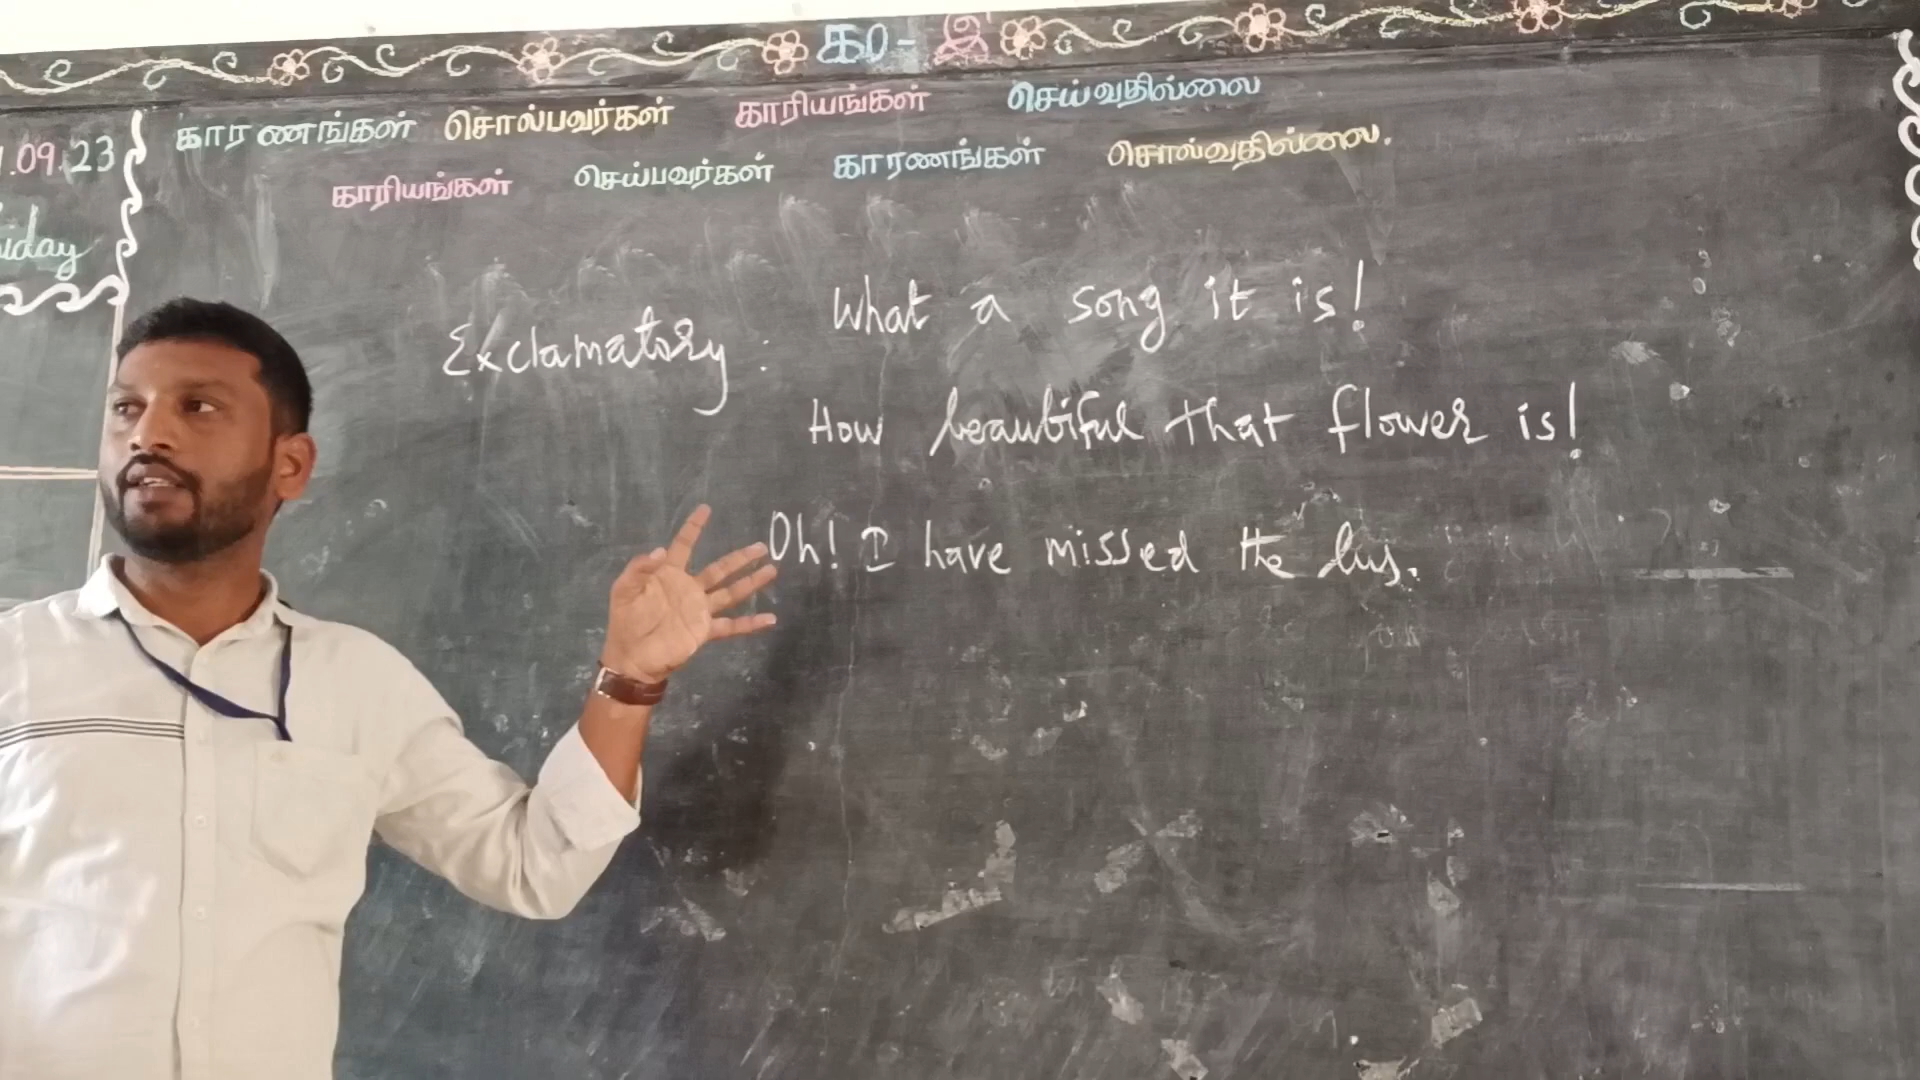 கம - இ
.09.23
காரணங்கள் சொல்பவர்கள் காரியங்கள் செய்வதில்லை
காரியங்கள் செய்பவர்கள் காரணங்கள் சொல்வதில்லை.
iday
Exclamatory :
What a song it is!
How beautiful that flower is!
Oh! I have missed the bus.